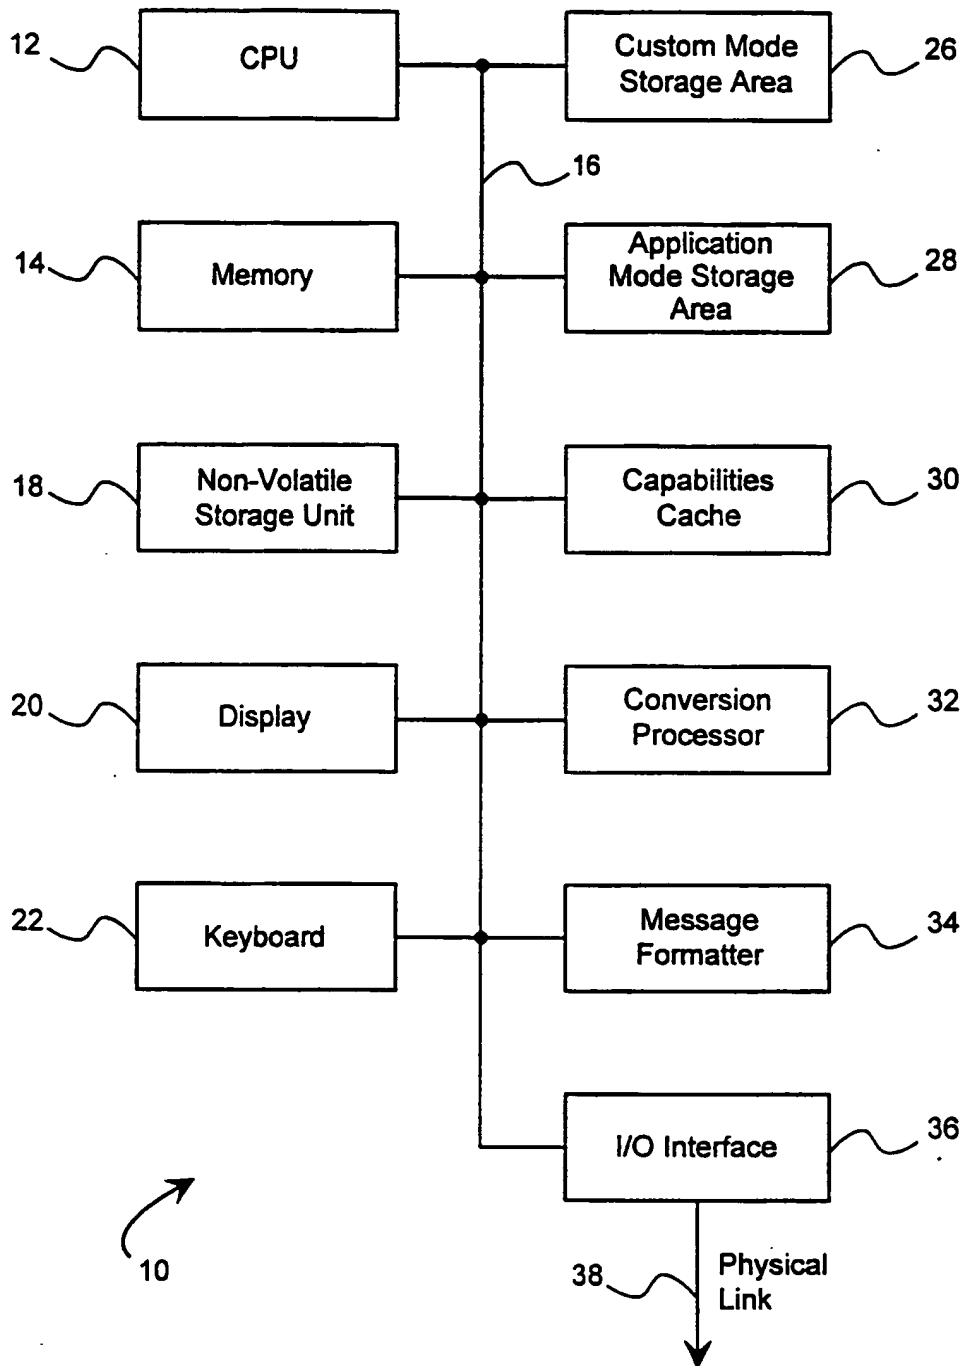 12
CPU
Custom Mode
Storage Area
26
16
14
Memory
Application
Mode Storage
Area
28
18
Non-Volatile
Storage Unit
Capabilities
Cache
30
20
Display
Conversion
Processor
32
22
Keyboard
Message
Formatter
34
I/O Interface
36
10
38
Physical
Link